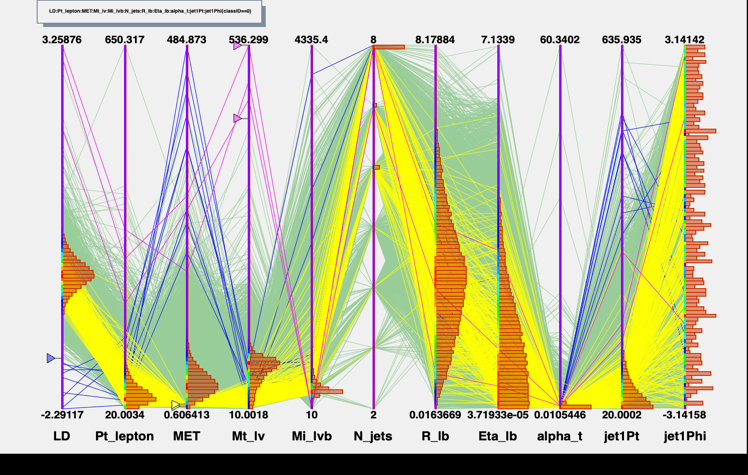 LD:Pt_lepton:MET:Mt_lv:Mi_lvb:N_jets:R_lb:Eta_lb:alpha_t:jet1Pt:jet1Phi{classID==0}
3.25876 650.317 484.873 536.299 4335.4 8 8.17884 7.1339 60.3402 635.935 3.14142
-2.29117 20.0034 0.606413 10.0018 10 2 0.0163669 3.71933e-05 0.0105446 20.0002 -3.14158
LD Pt_lepton MET Mt_lv Mi_lvb N_jets R_lb Eta_lb alpha_t jet1Pt jet1Phi